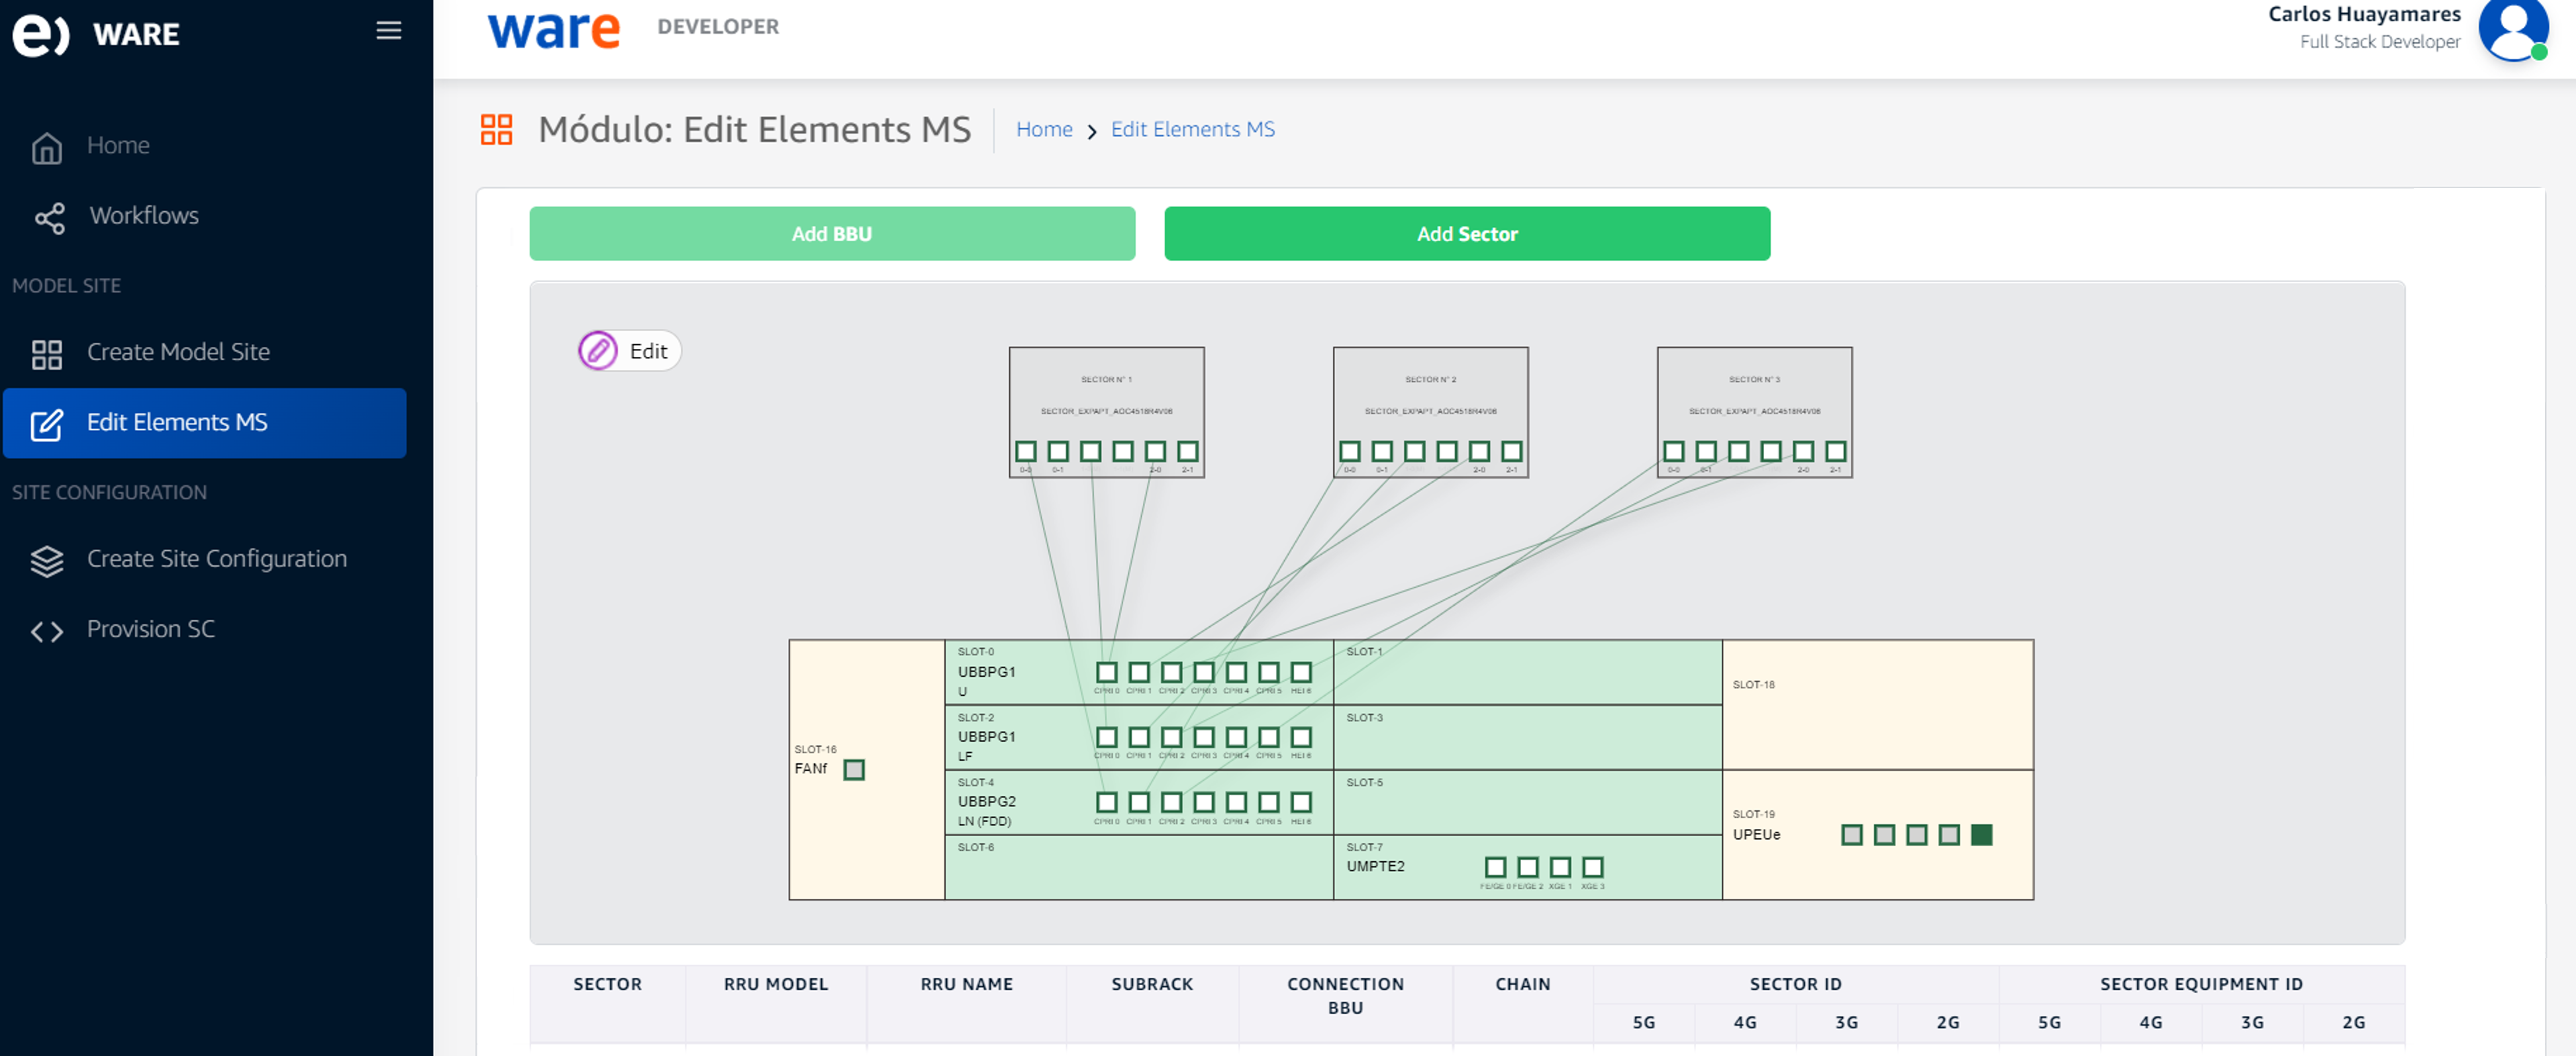 e) WARE
ware DEVELOPER
Carlos Huayamares
Full Stack Developer
Home
Workflows
MODEL SITE
Create Model Site
Edit Elements MS
SITE CONFIGURATION
Create Site Configuration
Provision SC
Módulo: Edit Elements MS
Home > Edit Elements MS
Add BBU
Add Sector
Edit
SECTOR N° 1
SECTOR N° 2
SECTOR N° 3
0-0 0-1 2-0 2-1
0-0 0-1 2-0 2-1
0-0 0-1 2-0 2-1
SLOT-16
FANf
SLOT-0
UBBPG1
U
CPRI 0 CPRI 1 CPRI 2 CPRI 3 CPRI 4 CPRI 5 HEI 6
SLOT-1
SLOT-2
UBBPG1
LF
CPRI 0 CPRI 1 CPRI 2 CPRI 3 CPRI 4 CPRI 5 HEI 6
SLOT-3
SLOT-4
UBBPG2
LN (FDD)
CPRI 0 CPRI 1 CPRI 2 CPRI 3 CPRI 4 CPRI 5 HEI 6
SLOT-5
SLOT-6
SLOT-7
UMPTE2
FE/GE 0 FE/GE 2 XGE 1 XGE 3
SLOT-18
SLOT-19
UPEUe
SECTOR RRU MODEL RRU NAME SUBRACK CONNECTION BBU CHAIN SECTOR ID SECTOR EQUIPMENT ID
5G 4G 3G 2G 5G 4G 3G 2G